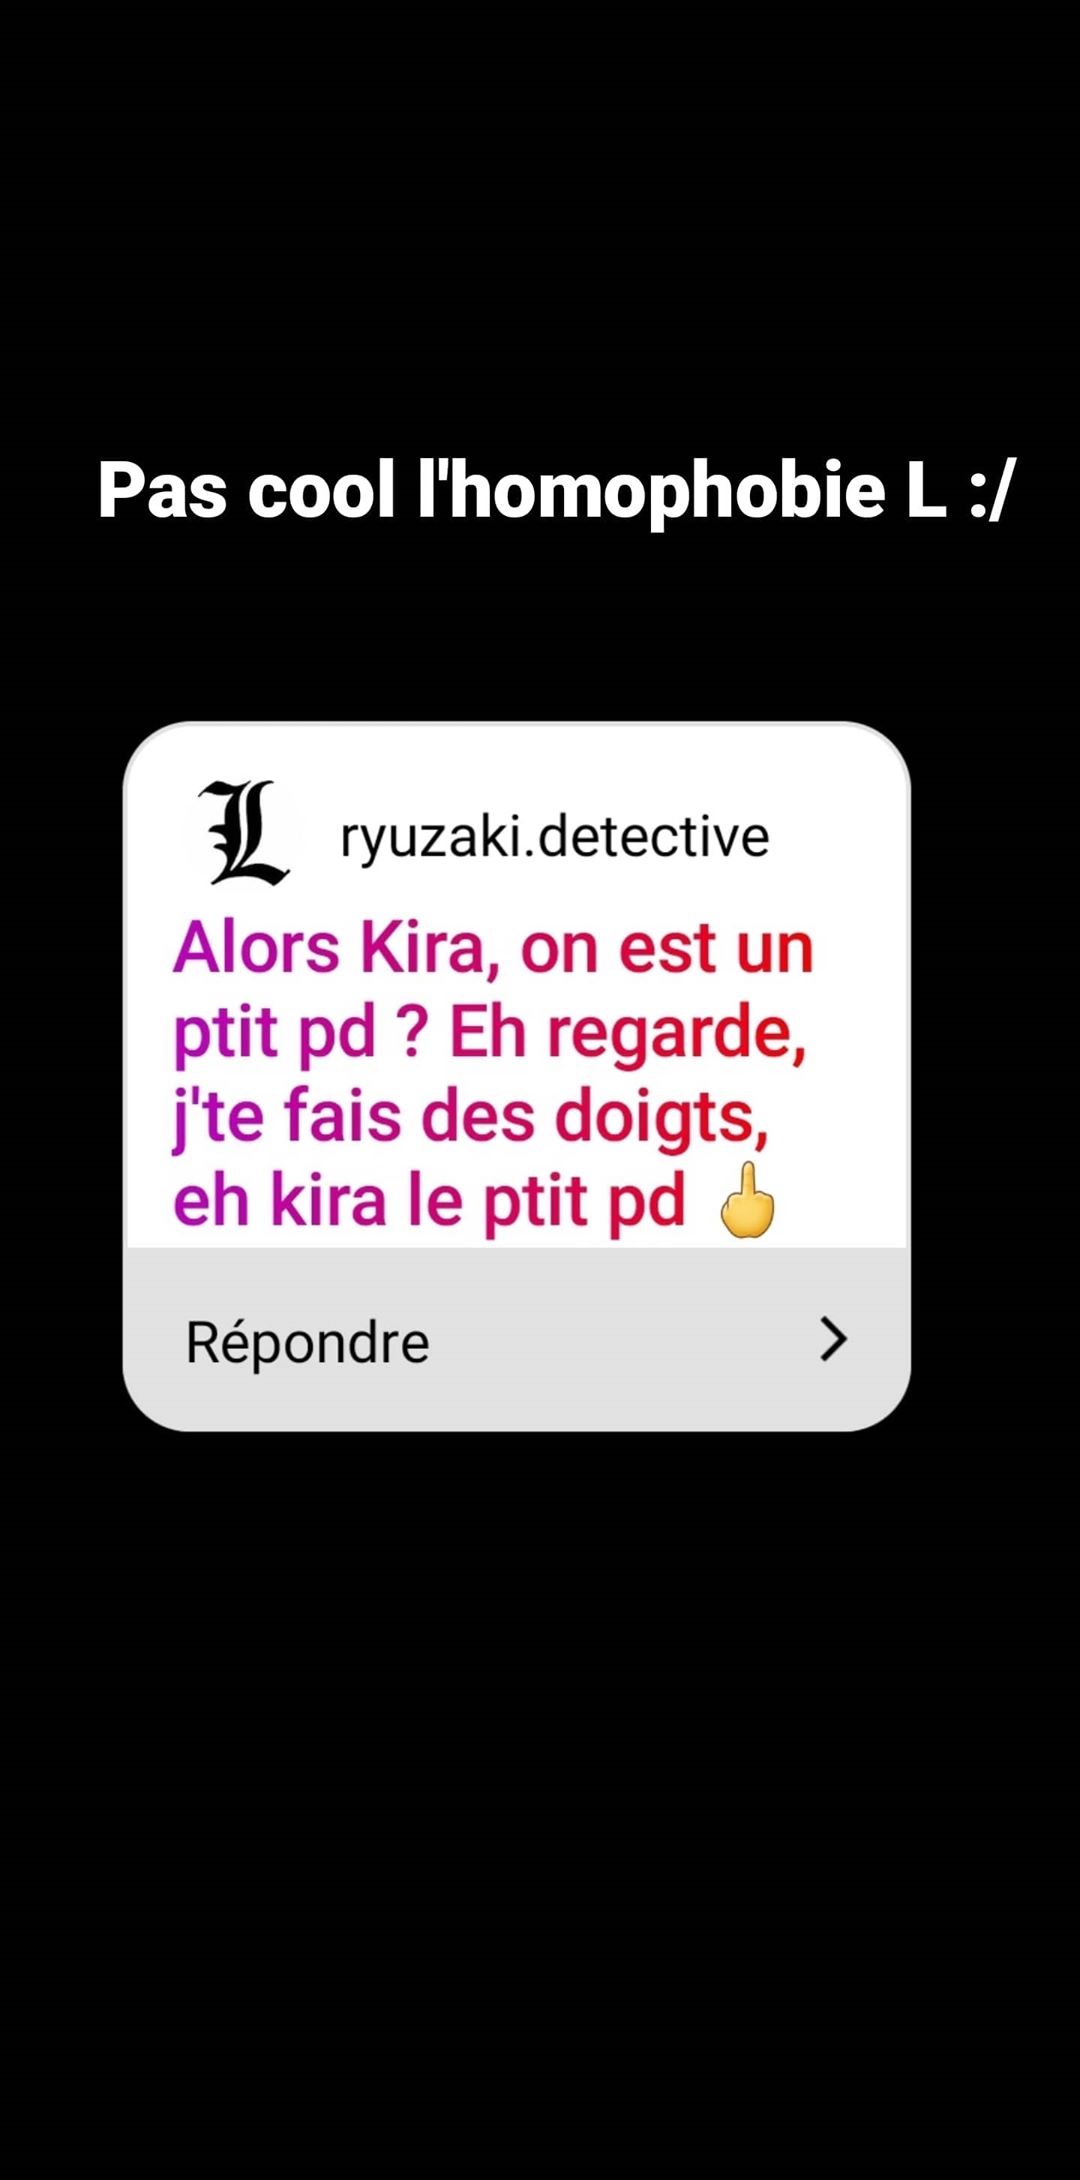 Pas cool l'homophobie L :/
L
ryuzaki.detective
Alors Kira, on est un
ptit pd ? Eh regarde,
j'te fais des doigts,
eh kira le ptit pd 🖕
Répondre